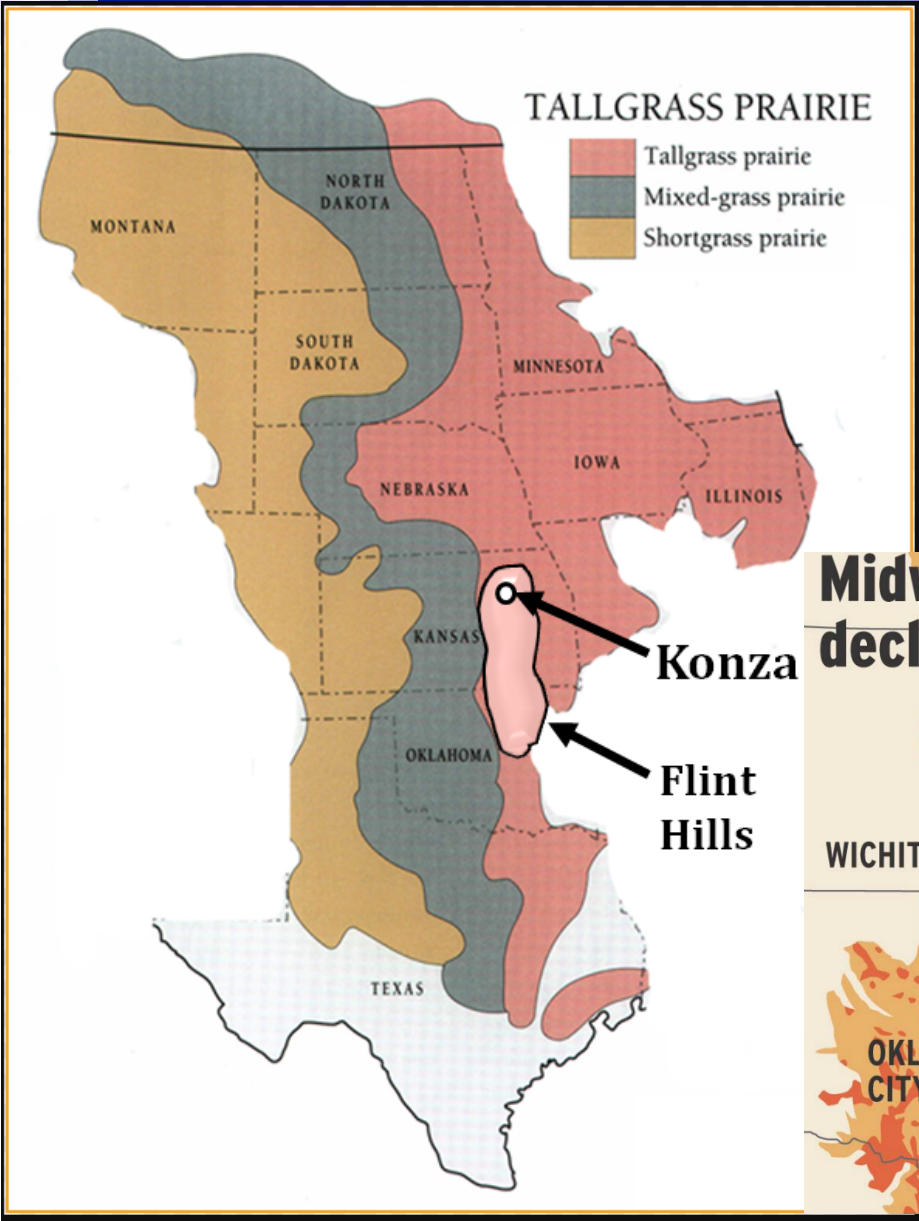 TALLGRASS PRAIRIE
Tallgrass prairie
Mixed-grass prairie
Shortgrass prairie
NORTH
DAKOTA
MONTANA
SOUTH
DAKOTA
MINNESOTA
IOWA
NEBRASKA
ILLINOIS
KANSAS
Konza
OKLAHOMA
Flint
Hills
TEXAS
Midw
decl
WICHIT
OKL
CITY